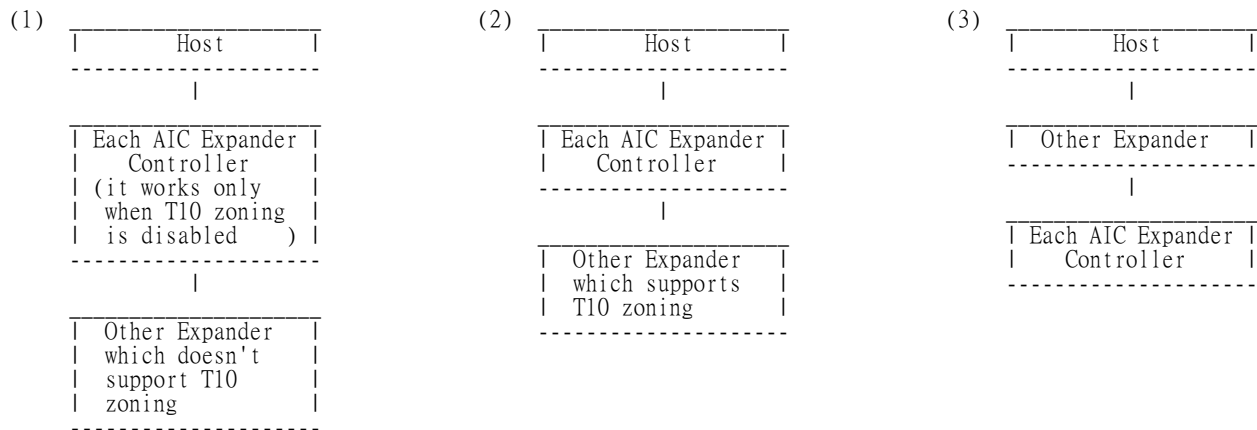 (1)
Host
Each AIC Expander
Controller
(it works only
when T10 zoning
is disabled )
Other Expander
which doesn't
support T10
zoning
(2)
Host
Each AIC Expander
Controller
Other Expander
which supports
T10 zoning
(3)
Host
Other Expander
Each AIC Expander
Controller